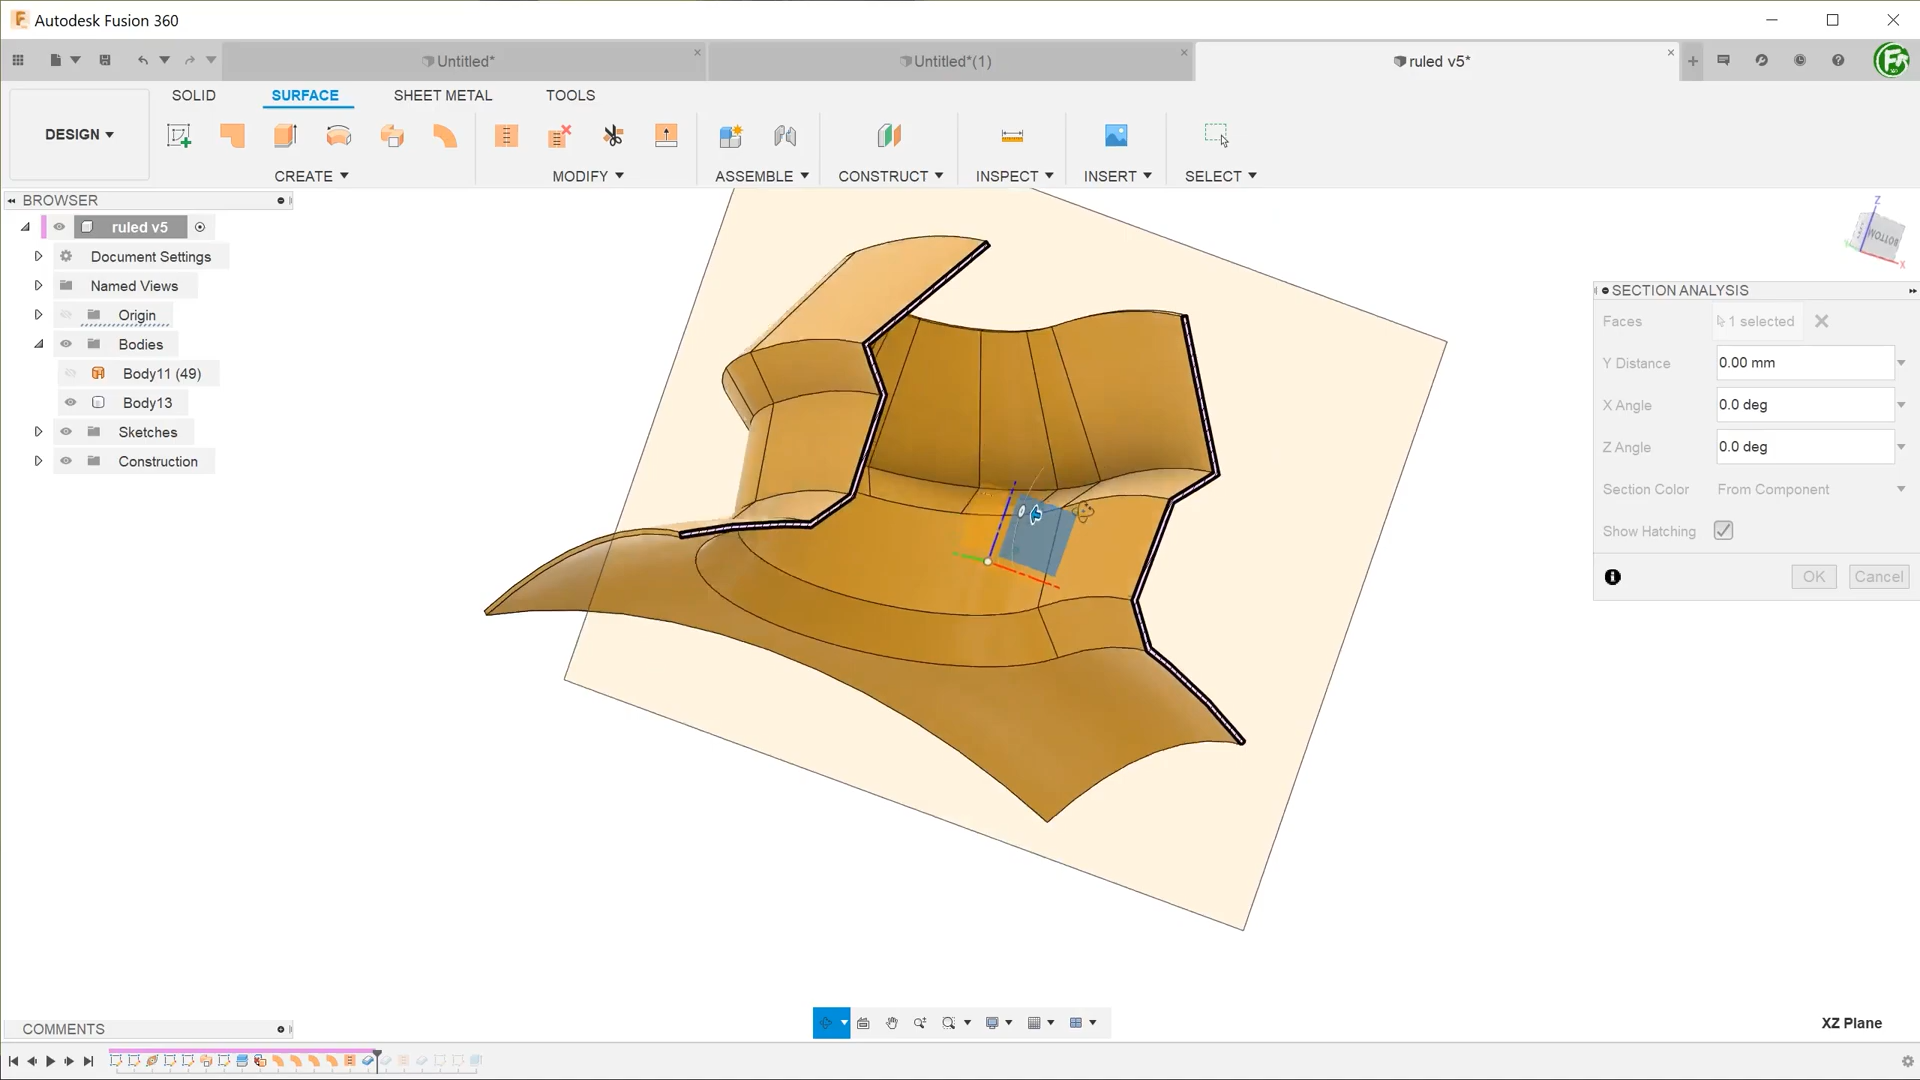 Autodesk Fusion 360
Untitled*
Untitled*(1)
ruled v5*
SOLID
SURFACE
SHEET METAL
TOOLS
DESIGN
CREATE
MODIFY
ASSEMBLE
CONSTRUCT
INSPECT
INSERT
SELECT
BROWSER
ruled v5
Document Settings
Named Views
Origin
Bodies
Body11 (49)
Body13
Sketches
Construction
Z
BOTTOM
X
SECTION ANALYSIS
Faces
1 selected
Y Distance
0.00 mm
X Angle
0.0 deg
Z Angle
0.0 deg
Section Color
From Component
Show Hatching
OK
Cancel
COMMENTS
XZ Plane